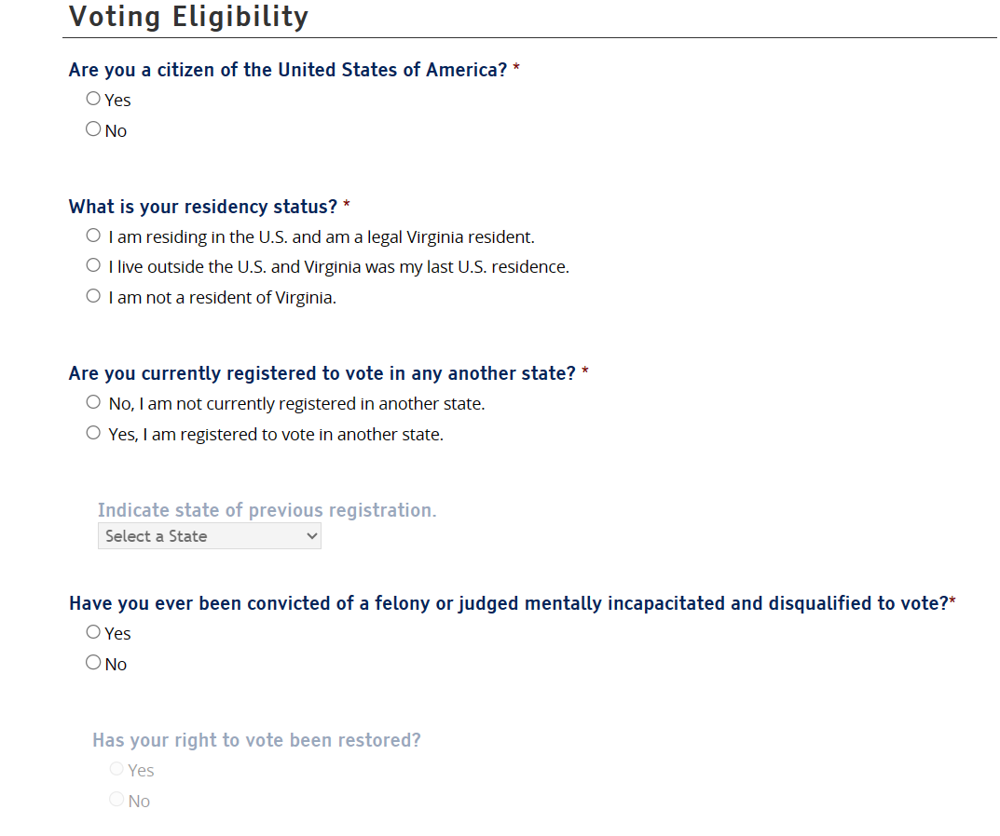 Voting Eligibility
Are you a citizen of the United States of America? *
Yes
No
What is your residency status? *
I am residing in the U.S. and am a legal Virginia resident.
I live outside the U.S. and Virginia was my last U.S. residence.
I am not a resident of Virginia.
Are you currently registered to vote in any another state? *
No, I am not currently registered in another state.
Yes, I am registered to vote in another state.
Indicate state of previous registration.
Select a State
Have you ever been convicted of a felony or judged mentally incapacitated and disqualified to vote?*
Yes
No
Has your right to vote been restored?
Yes
No